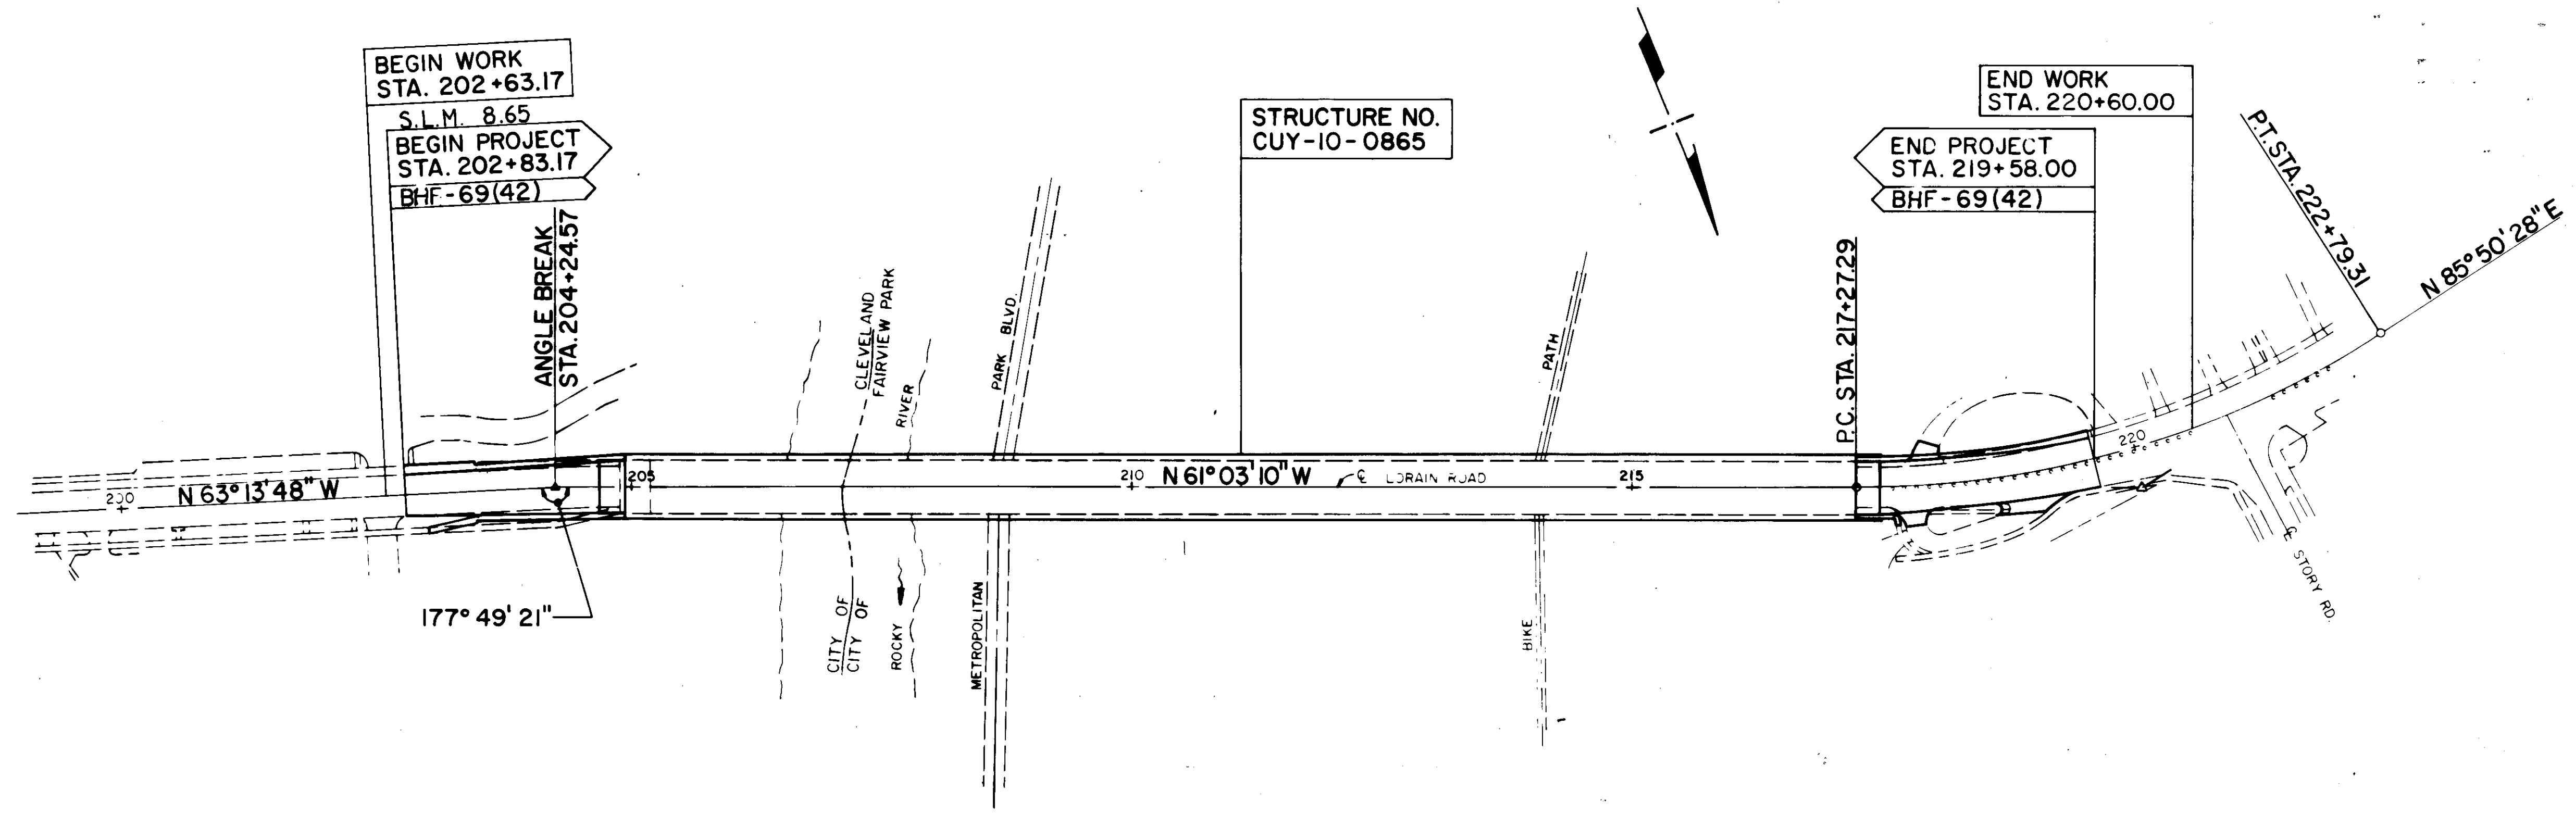 BEGIN WORK
STA. 202+63.17
S.L.M. 8.65
BEGIN PROJECT
STA. 202+83.17
BHF-69(42)
ANGLE BREAK
STA. 204+24.57
STRUCTURE NO.
CUY-10-0865
END WORK
STA. 220+60.00
END PROJECT
STA. 219+58.00
BHF-69(42)
P.T. STA. 222+79.31
N 85°50'28" E
P.C. STA. 217+27.29
CLEVELAND
FAIRVIEW PARK
RIVER
PARK BLVD.
PATH
200
N 63°13'48" W
205
210
N 61°03'10" W
℄ LORAIN ROAD
215
220
177° 49' 21"
CITY OF
CITY OF
ROCKY
METROPOLITAN
BIKE
℄ STORY RD.